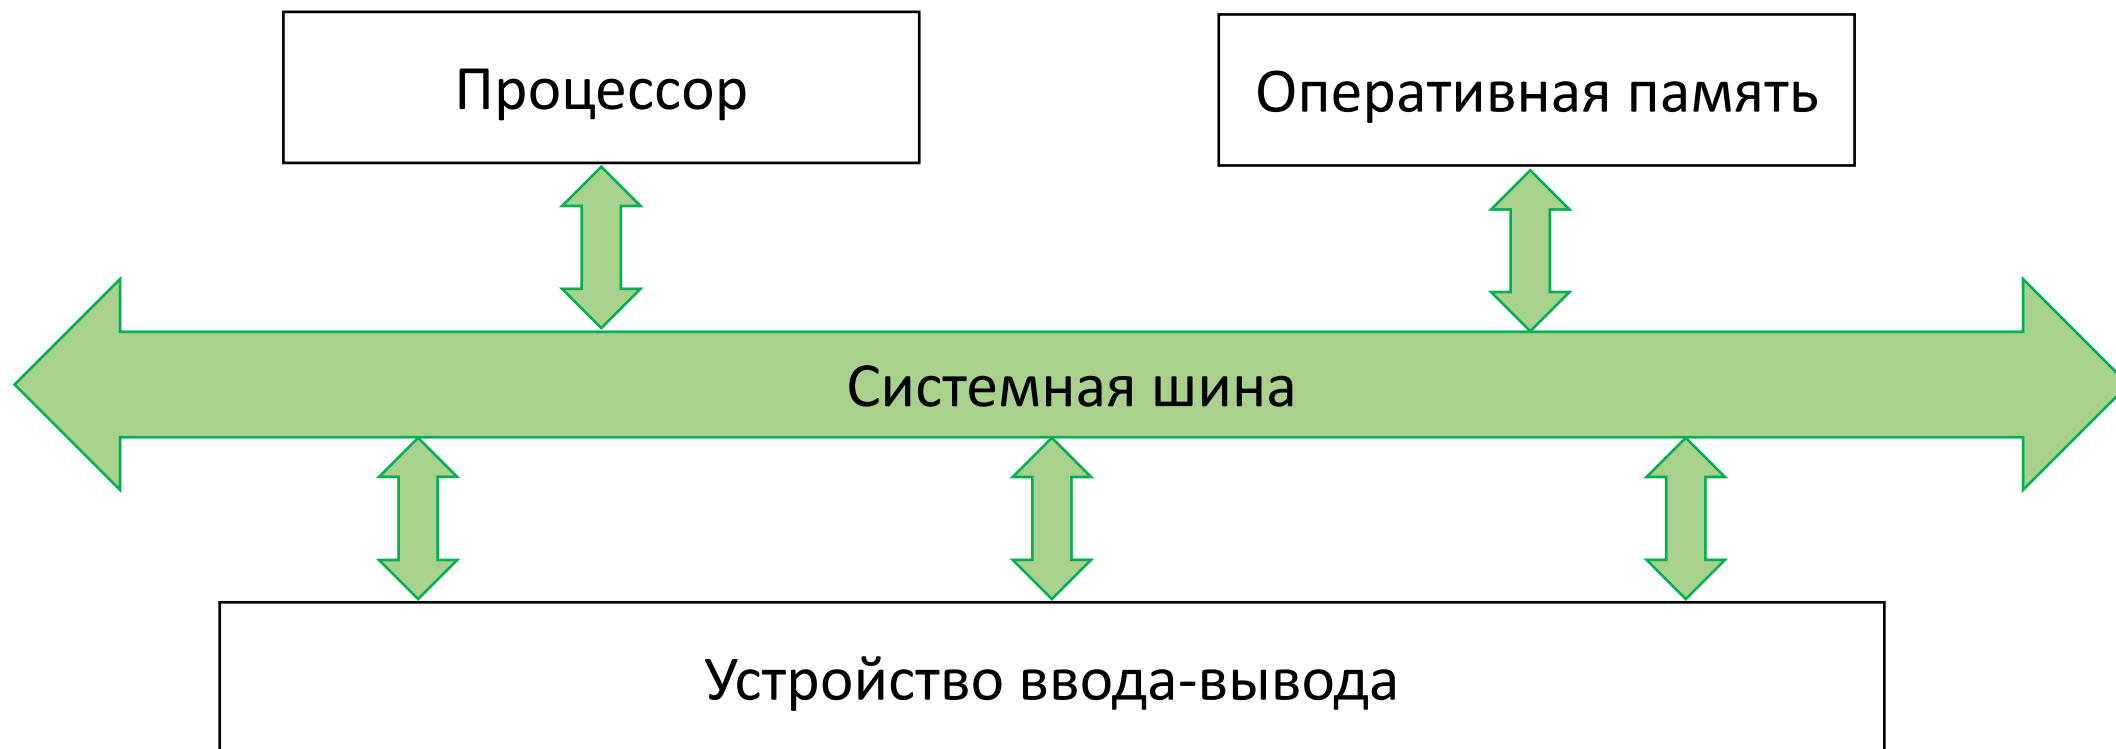 Процессор
Оперативная память
Системная шина
Устройство ввода-вывода